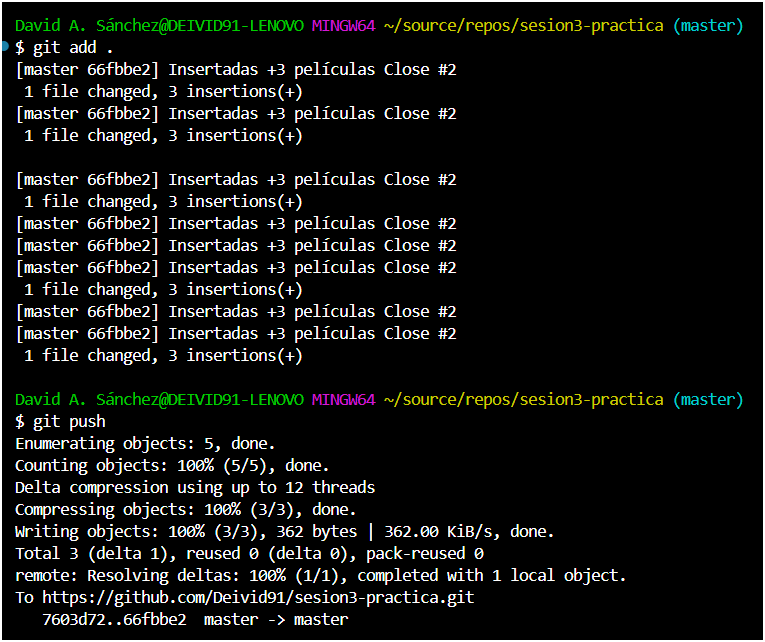 David A. Sánchez@DEIVID91-LENOVO MINGW64 ~/source/repos/sesion3-practica (master)
$ git add .
[master 66fbbe2] Insertadas +3 películas Close #2
 1 file changed, 3 insertions(+)
[master 66fbbe2] Insertadas +3 películas Close #2
 1 file changed, 3 insertions(+)

[master 66fbbe2] Insertadas +3 películas Close #2
 1 file changed, 3 insertions(+)
[master 66fbbe2] Insertadas +3 películas Close #2
[master 66fbbe2] Insertadas +3 películas Close #2
[master 66fbbe2] Insertadas +3 películas Close #2
 1 file changed, 3 insertions(+)
[master 66fbbe2] Insertadas +3 películas Close #2
[master 66fbbe2] Insertadas +3 películas Close #2
 1 file changed, 3 insertions(+)

David A. Sánchez@DEIVID91-LENOVO MINGW64 ~/source/repos/sesion3-practica (master)
$ git push
Enumerating objects: 5, done.
Counting objects: 100% (5/5), done.
Delta compression using up to 12 threads
Compressing objects: 100% (3/3), done.
Writing objects: 100% (3/3), 362 bytes | 362.00 KiB/s, done.
Total 3 (delta 1), reused 0 (delta 0), pack-reused 0
remote: Resolving deltas: 100% (1/1), completed with 1 local object.
To https://github.com/Deivid91/sesion3-practica.git
   7603d72..66fbbe2  master -> master